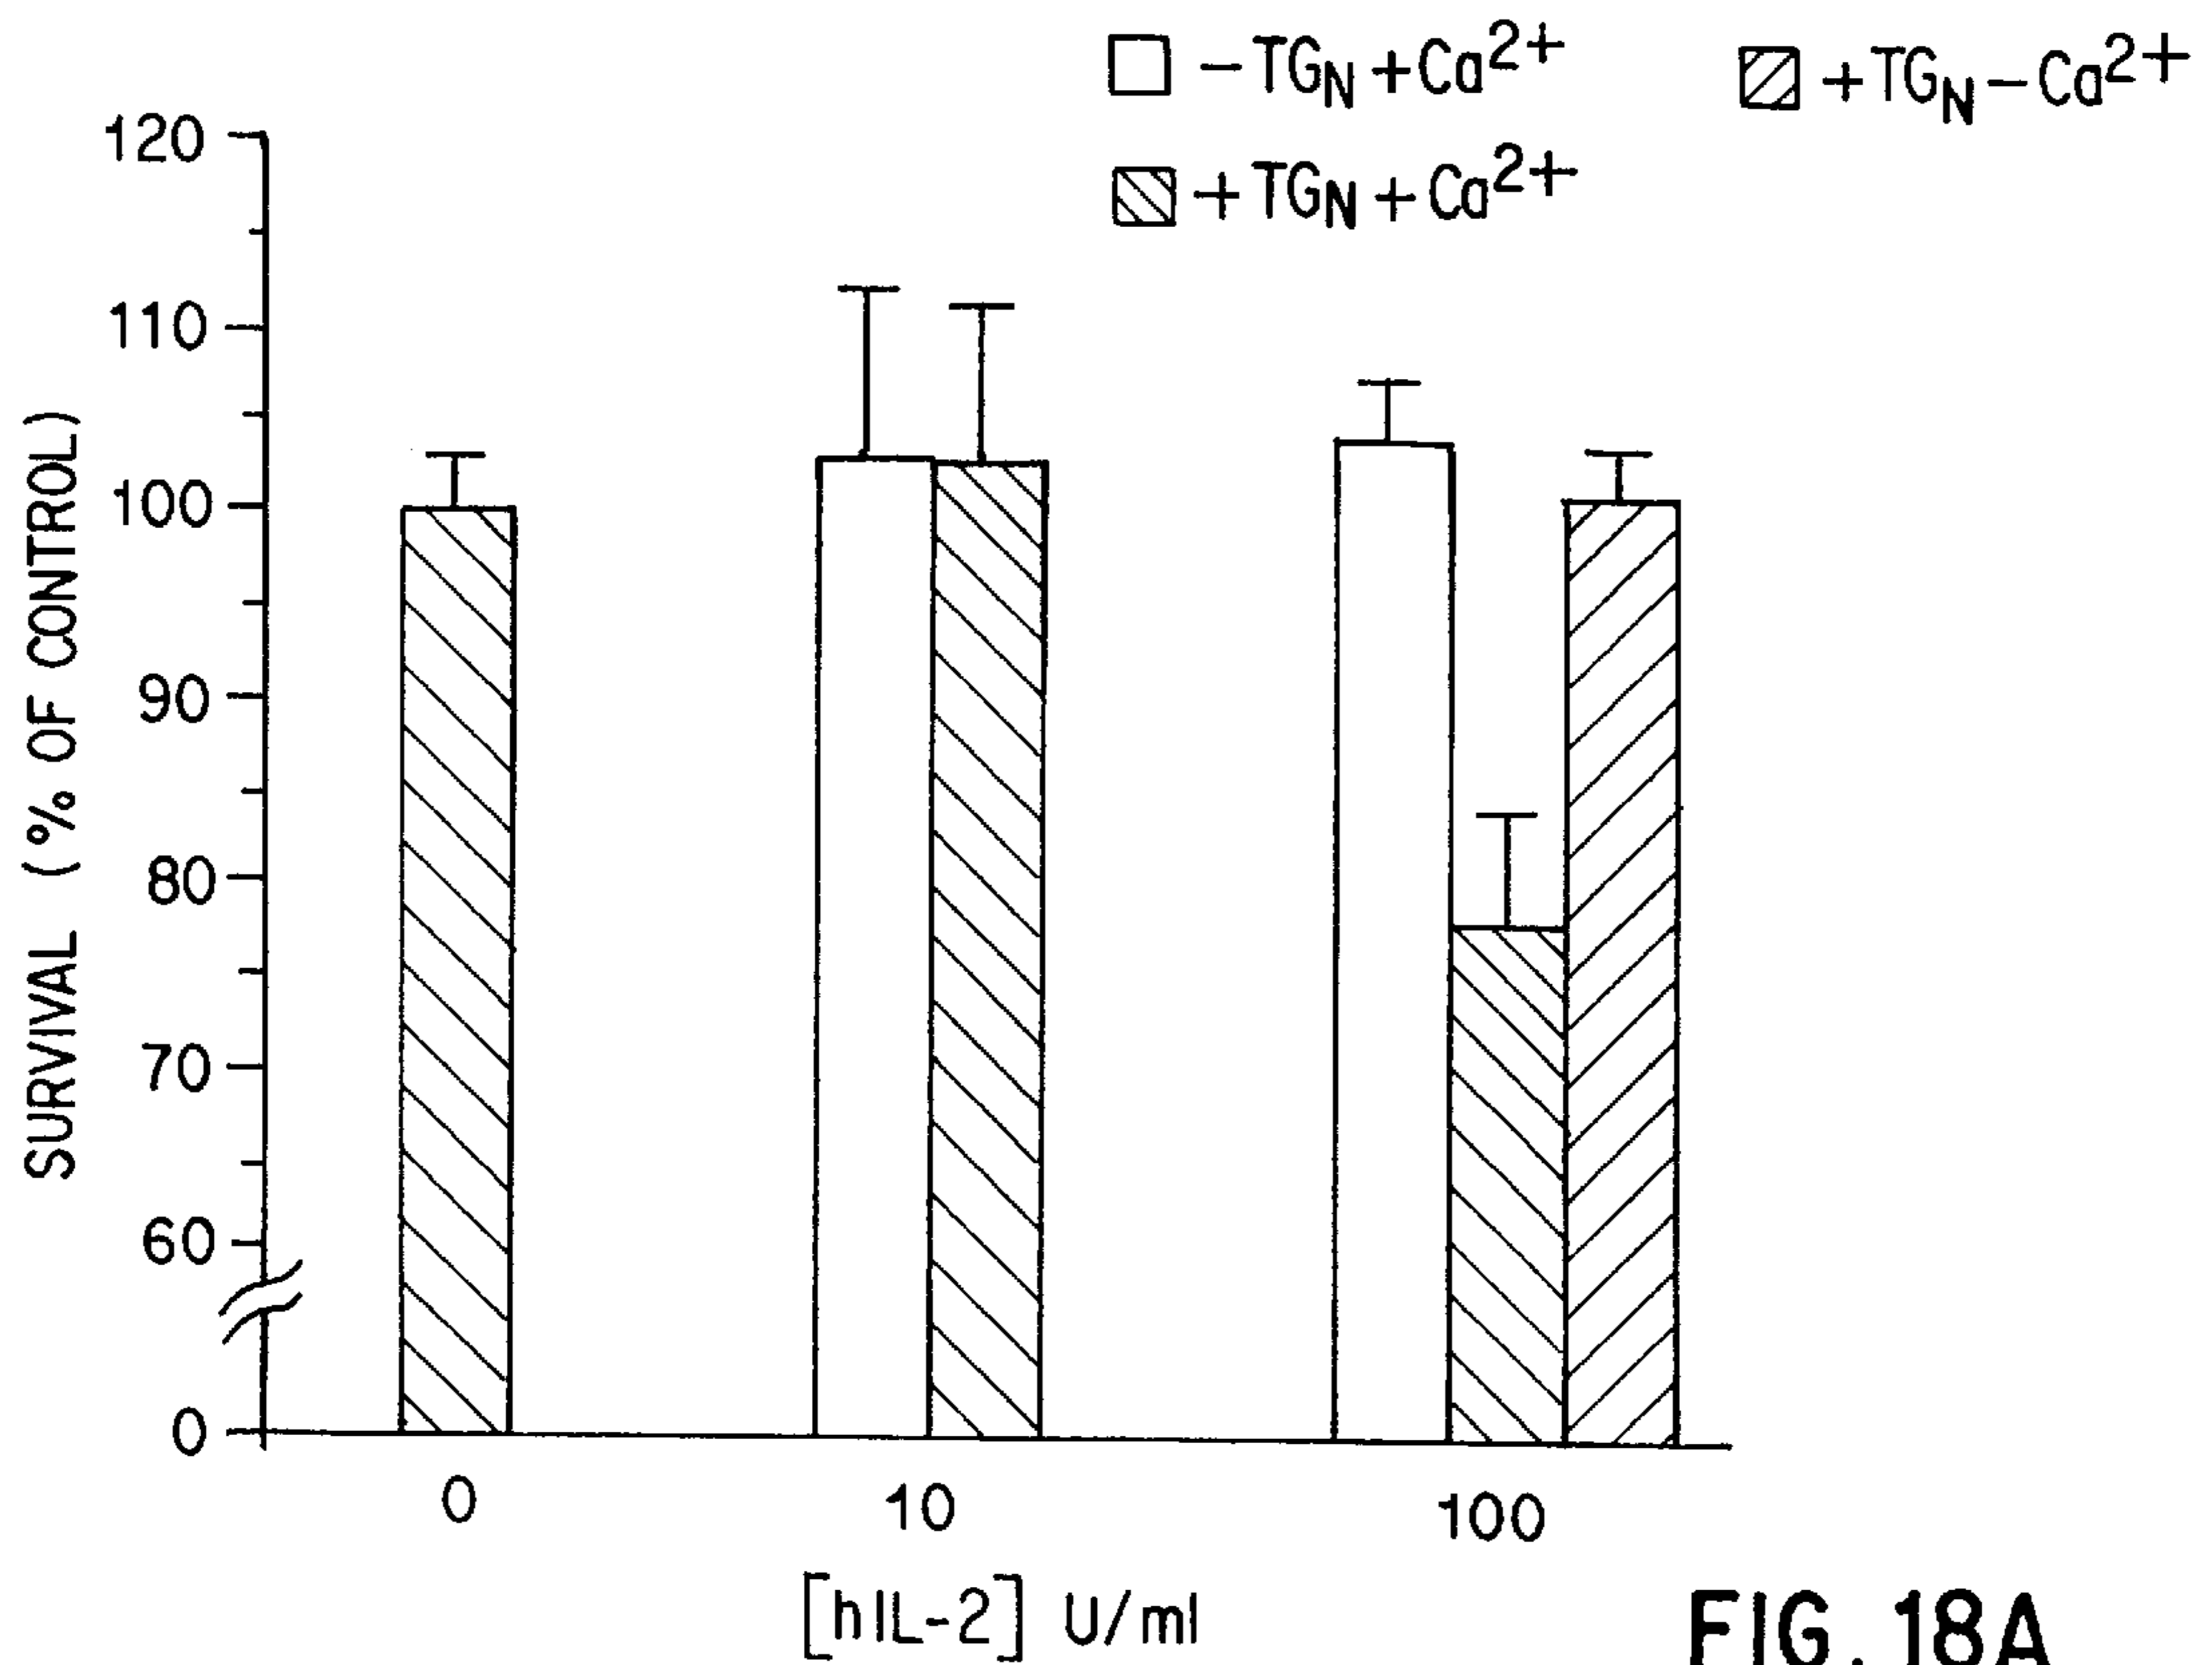 −TGN +Ca2+
+TGN−Ca2+
+TGN+Ca2+
SURVIVAL (% OF CONTROL)
120
110
100
90
80
70
60
0
0 10 100
[hIL-2] U/ml
FIG.18A